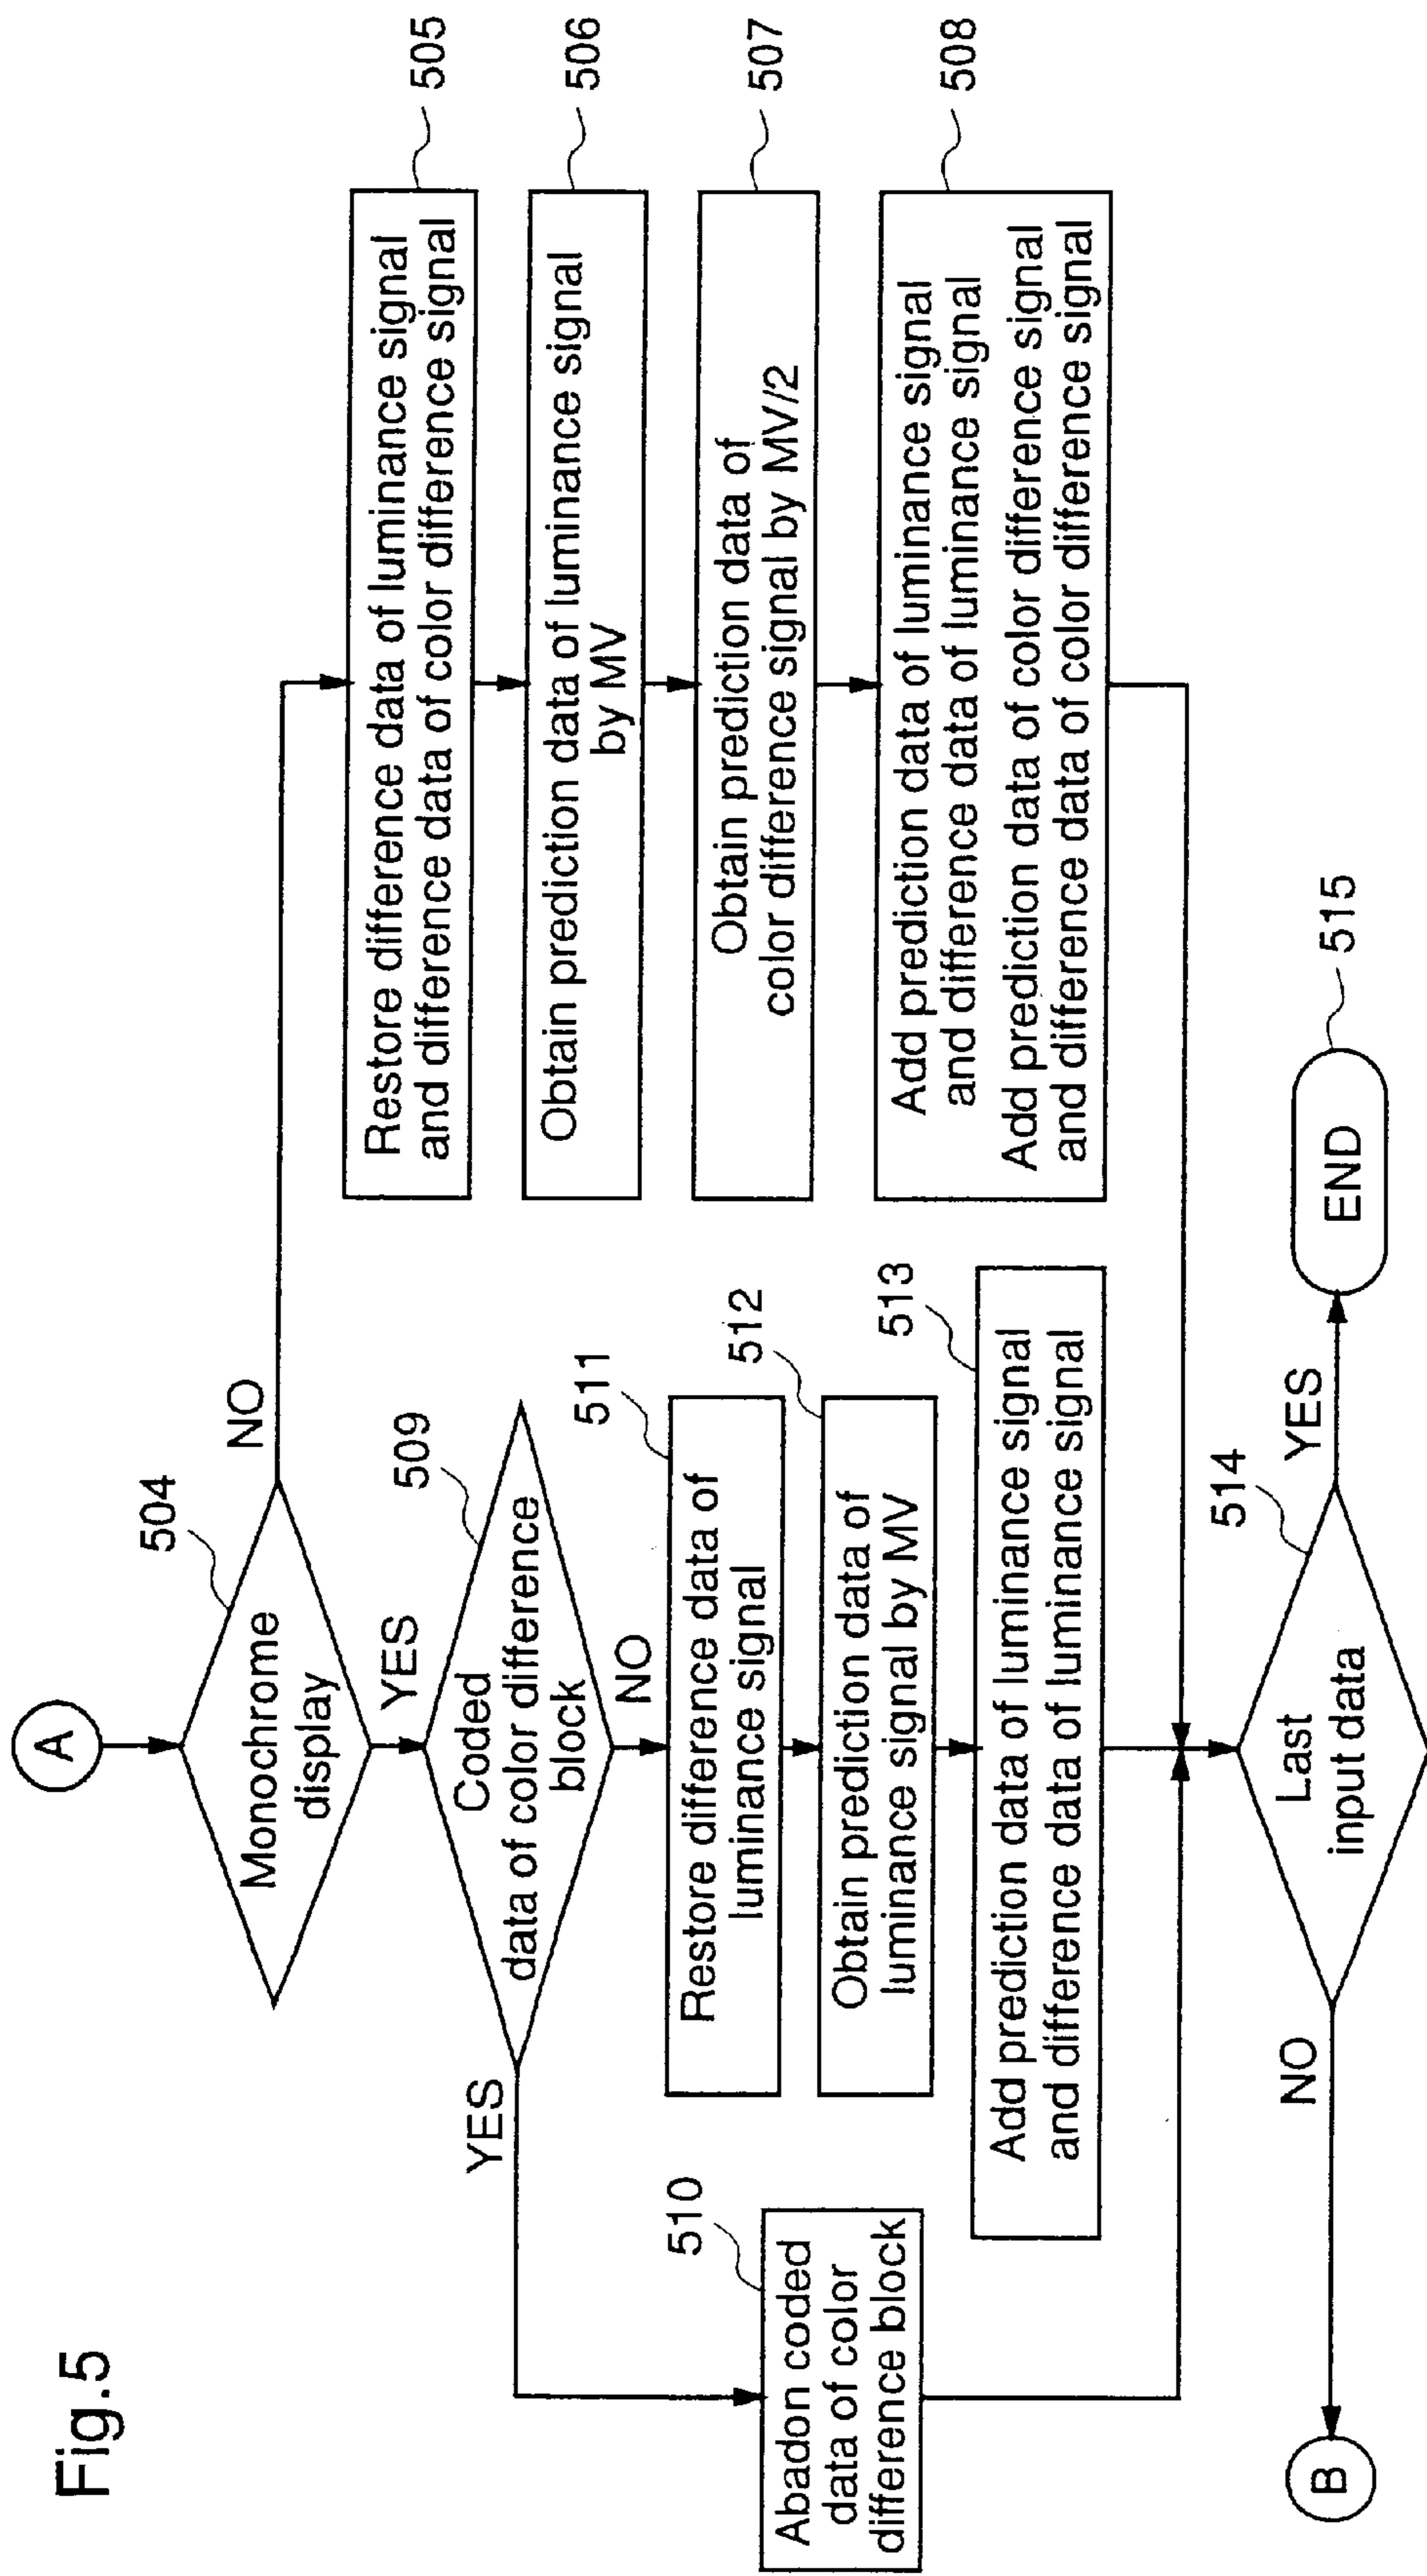 Fig.5
A
504
Monochrome
display
NO
YES
505
Restore difference data of luminance signal
and difference data of color difference signal
506
Obtain prediction data of luminance signal
by MV
507
Obtain prediction data of
color difference signal by MV/2
508
Add prediction data of luminance signal
and difference data of luminance signal
Add prediction data of color difference signal
and difference data of color difference signal
509
Coded
data of color difference
block
YES
NO
510
Abadon coded
data of color
difference block
511
Restore difference data of
luminance signal
512
Obtain prediction data of
luminance signal by MV
513
Add prediction data of luminance signal
and difference data of luminance signal
514
Last
input data
NO
YES
B
515
END